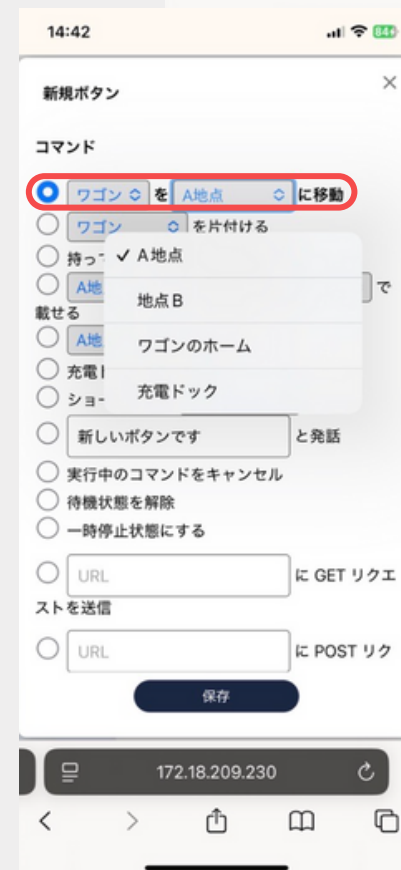 14:42
84
新規ボタン
×
コマンド
ワゴン を A地点 に移動
ワゴン を片付ける
持っ
A地 で
載せる
A地
充電
ショー
✓ A地点
地点B
ワゴンのホーム
充電ドック
新しいボタンです と発話
実行中のコマンドをキャンセル
待機状態を解除
一時停止状態にする
URL に GET リクエ
ストを送信
URL に POST リク
保存
172.18.209.230